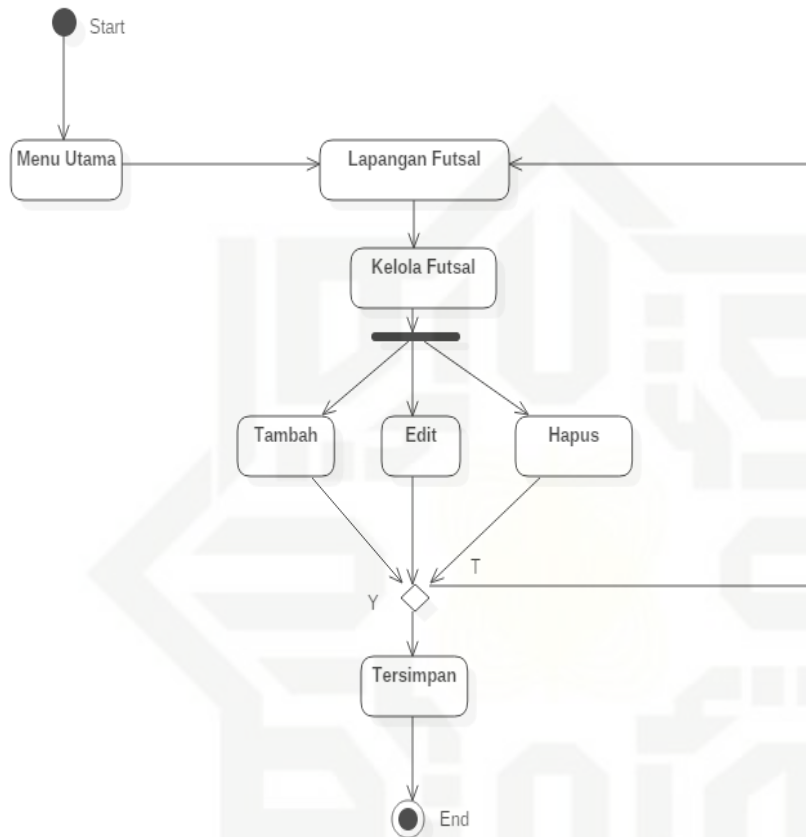 Start
Menu Utama
Lapangan Futsal
Kelola Futsal
Tambah
Edit
Hapus
T
Y
Tersimpan
End